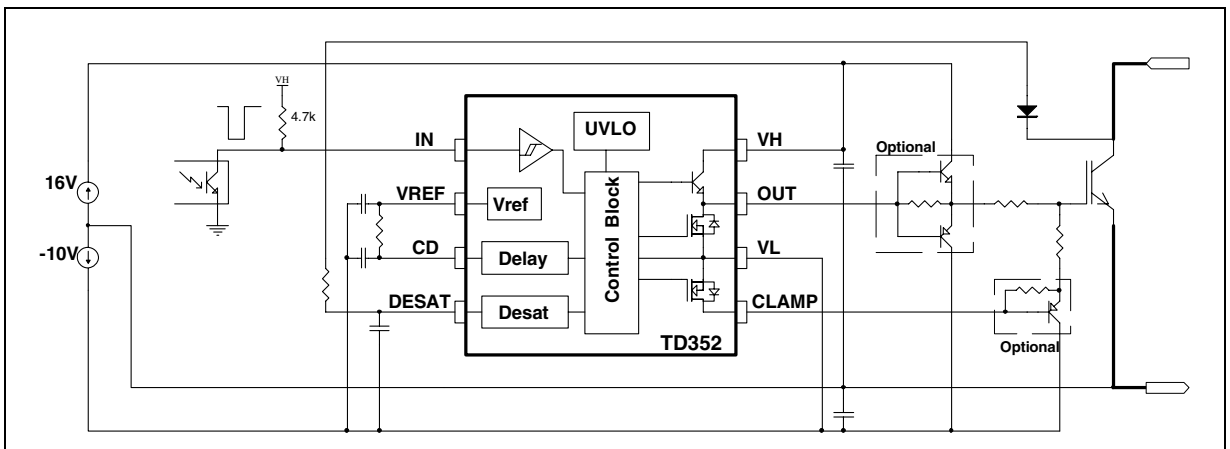 VH
4.7k
IN
UVLO
VH
Optional
16V
VREF
Vref
Control Block
OUT
-10V
CD
Delay
VL
DESAT
Desat
CLAMP
TD352
Optional